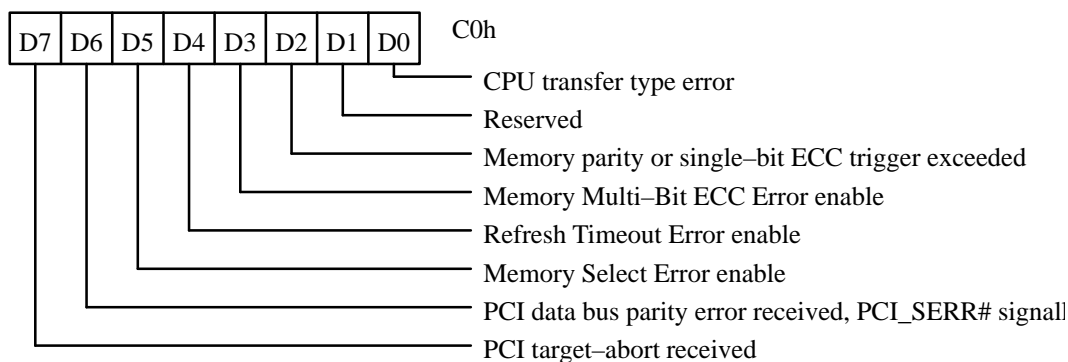 D7 D6 D5 D4 D3 D2 D1 D0 C0h
CPU transfer type error
Reserved
Memory parity or single–bit ECC trigger exceeded
Memory Multi–Bit ECC Error enable
Refresh Timeout Error enable
Memory Select Error enable
PCI data bus parity error received, PCI_SERR# signall
PCI target–abort received